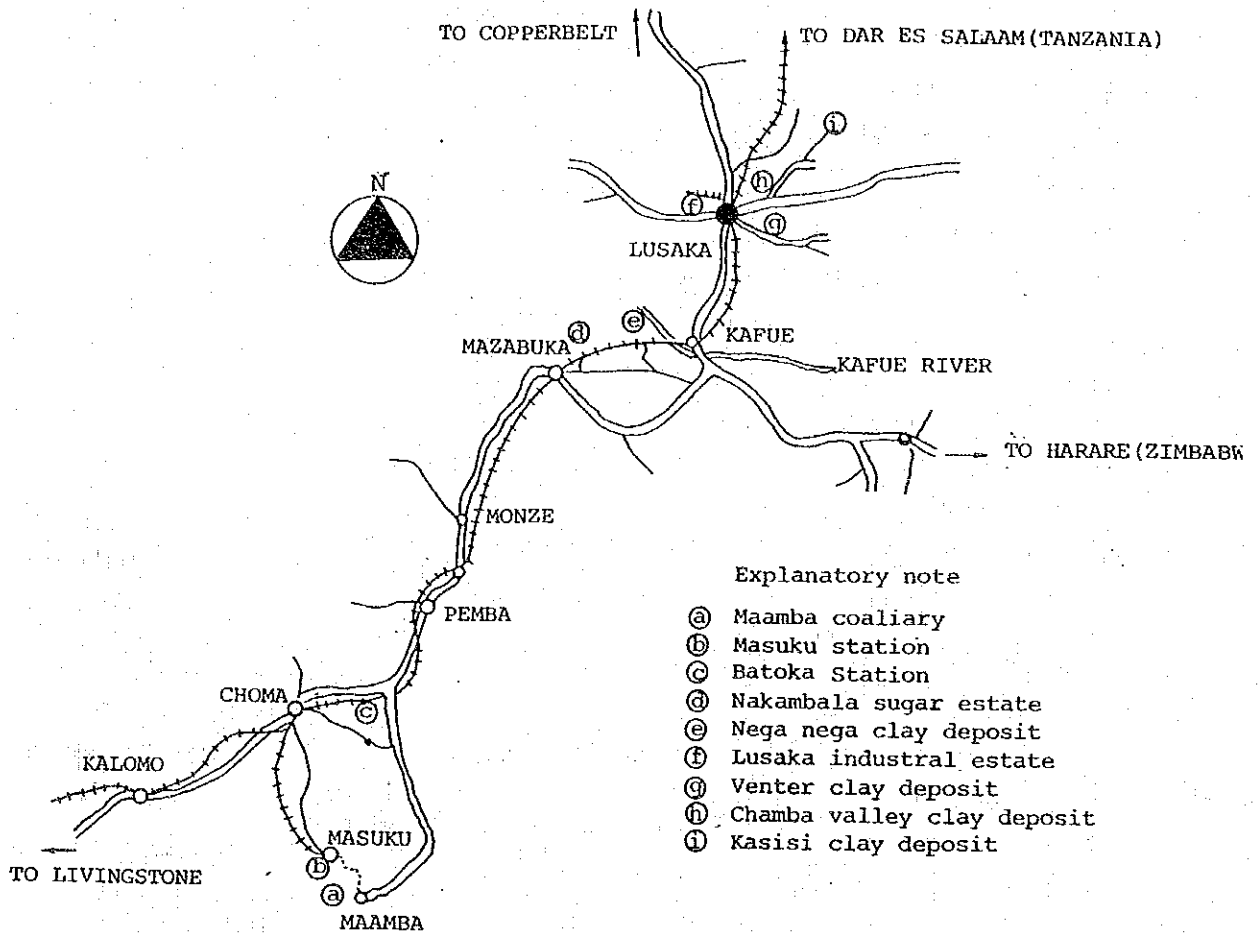 TO COPPERBELT
TO DAR ES SALAAM(TANZANIA)
i
N
h
f
g
LUSAKA
e
d
KAFUE
MAZABUKA
KAFUE RIVER
TO HARARE(ZIMBABW
MONZE
Explanatory note
PEMBA
a Maamba coaliary
b Masuku station
c Batoka Station
d Nakambala sugar estate
e Nega nega clay deposit
f Lusaka industral estate
g Venter clay deposit
h Chamba valley clay deposit
i Kasisi clay deposit
CHOMA
c
KALOMO
MASUKU
b
TO LIVINGSTONE
a
MAAMBA